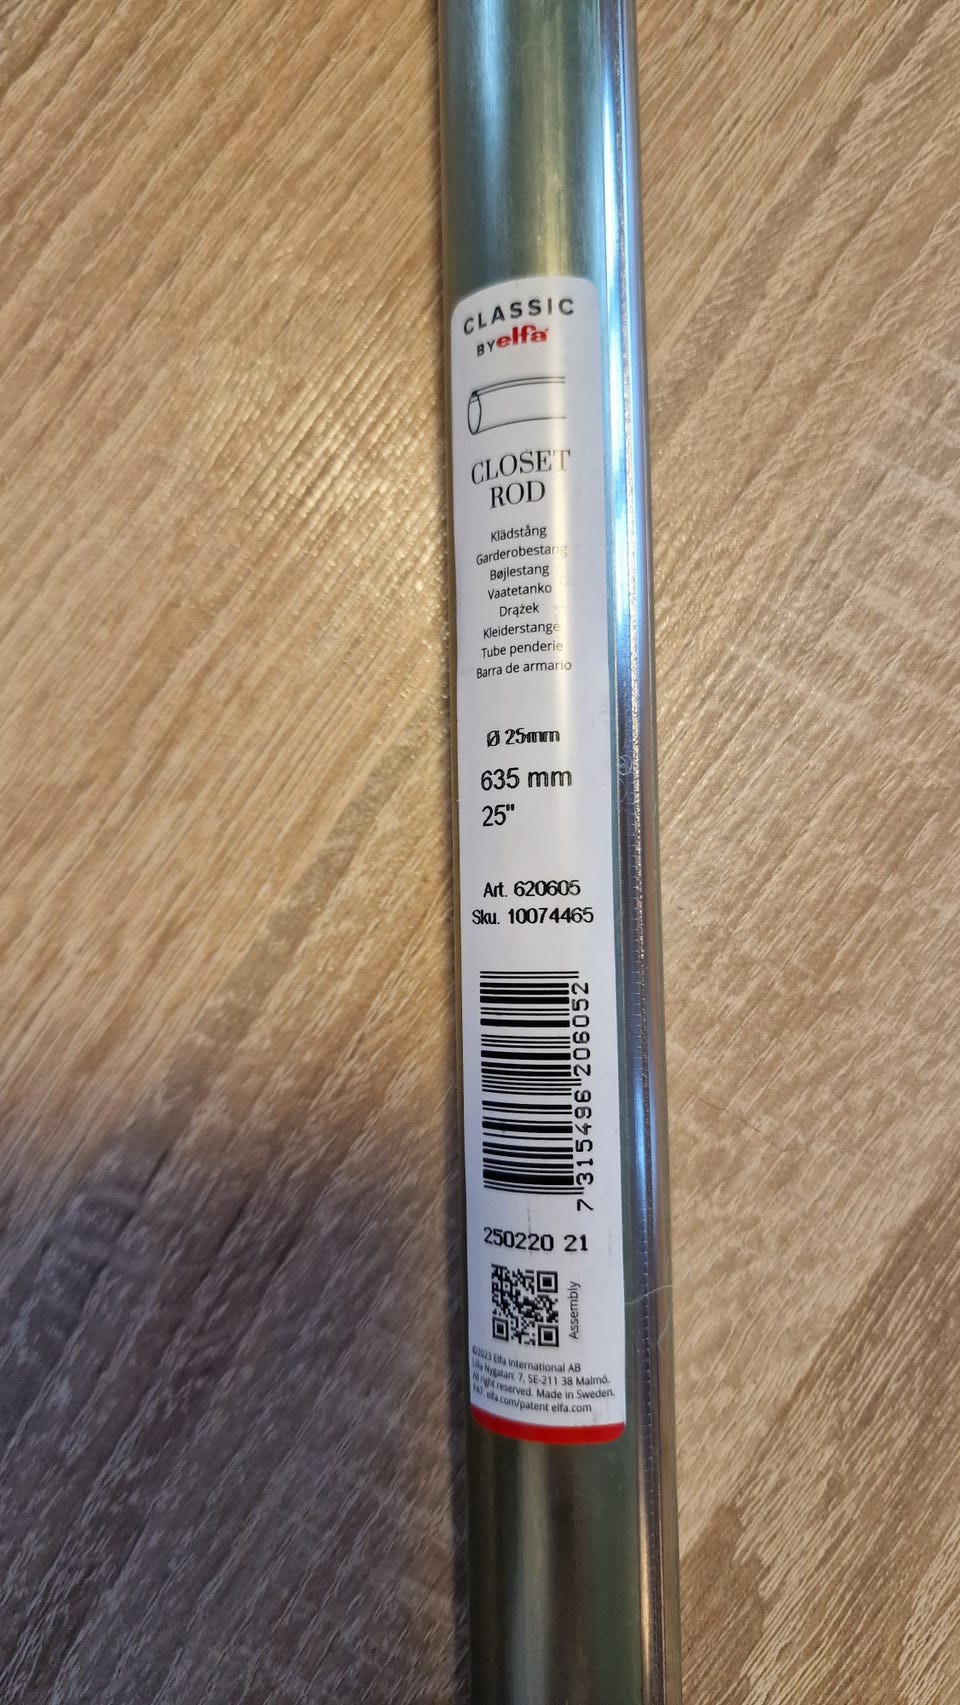 CLASSIC
BY elfa
CLOSET
ROD
Klädstång
Garderobestang
Bøjlestang
Vaatetanko
Drążek
Kleiderstange
Tube penderie
Barra de armario
Ø 25mm
635 mm
25"
Art. 620605
Sku. 10074465
7 315496 206052
250220 21
Assembly
©2023 Elfa International AB
Lilla Nygatan: 7, SE-211 38 Malmö.
All right reserved. Made in Sweden.
PAT: elfa.com/patent elfa.com